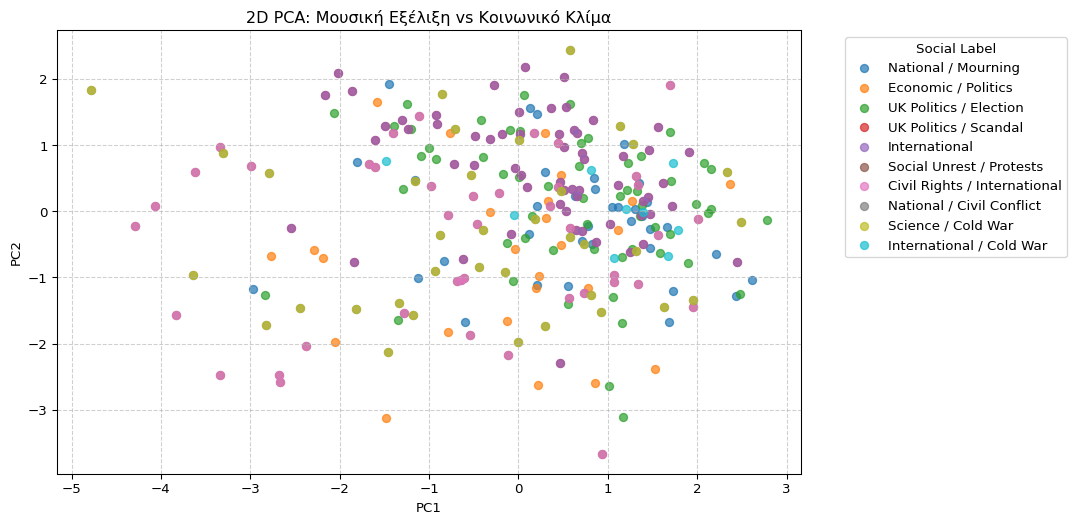 2D PCA: Μουσική Εξέλιξη vs Κοινωνικό Κλίμα
Social Label
National / Mourning
Economic / Politics
UK Politics / Election
UK Politics / Scandal
International
Social Unrest / Protests
Civil Rights / International
National / Civil Conflict
Science / Cold War
International / Cold War
PC2
2
1
0
−1
−2
−3
−5 −4 −3 −2 −1 0 1 2 3
PC1